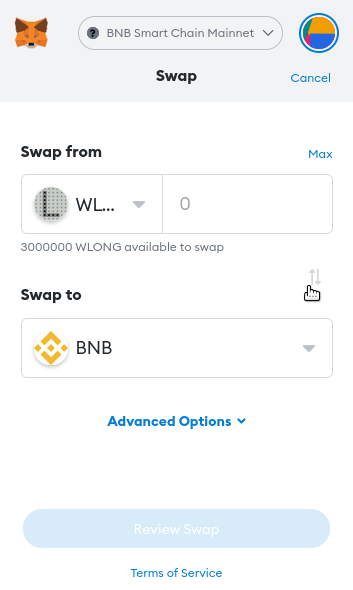 BNB Smart Chain Mainnet
Swap
Cancel
Swap from
Max
WL...
0
3000000 WLONG available to swap
Swap to
BNB
Advanced Options
Review Swap
Terms of Service